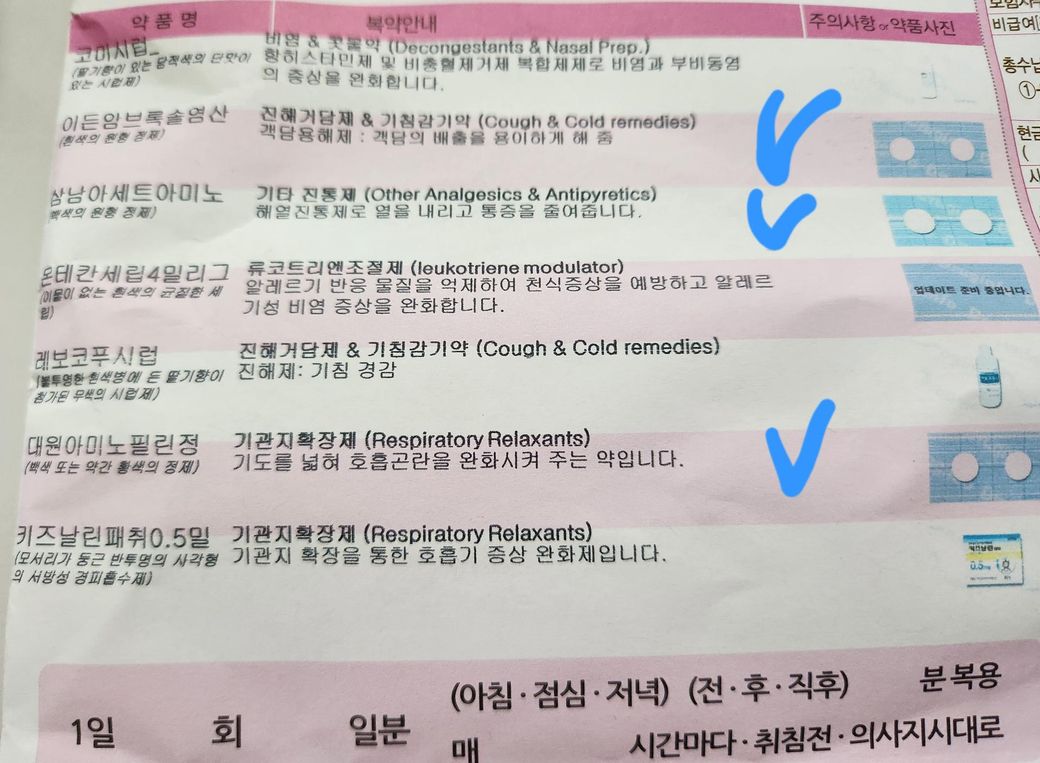 약 품 명 복약안내 주의사항 or 약품사진
코미시럽_ 비염 & 콧물약 (Decongestants & Nasal Prep.)
(딸기향이 있는 담적색의 단맛이 있는 시럽제) 항히스타민제 및 비충혈제거제 복합제제로 비염과 부비동염의 증상을 완화합니다.
이든암브록솔염산 진해거담제 & 기침감기약 (Cough & Cold remedies)
(흰색의 원형 정제) 객담용해제 : 객담의 배출을 용이하게 해 줌
삼남아세트아미노 기타 진통제 (Other Analgesics & Antipyretics)
(백색의 원형 정제) 해열진통제로 열을 내리고 통증을 줄여줍니다.
몬테칸세립4밀리그 류코트리엔조절제 (leukotriene modulator)
(이물이 없는 흰색의 균질한 세립) 알레르기 반응 물질을 억제하여 천식증상을 예방하고 알레르기성 비염 증상을 완화합니다.
업데이트 준비 중입니다.
레보코푸시럽 진해거담제 & 기침감기약 (Cough & Cold remedies)
(불투명한 흰색병에 든 딸기향이 첨가된 무색의 시럽제) 진해제: 기침 경감
대원아미노필린정 기관지확장제 (Respiratory Relaxants)
(백색 또는 약간 황색의 정제) 기도를 넓혀 호흡곤란을 완화시켜 주는 약입니다.
키즈날린패취0.5밀 기관지확장제 (Respiratory Relaxants)
(모서리가 둥근 반투명의 사각형의 서방성 경피흡수제) 기관지 확장을 통한 호흡기 증상 완화제입니다.
0.5mg
(아침 · 점심 · 저녁) (전 · 후 · 직후) 분 복용
1일 회 일분
매 시간마다 · 취침전 · 의사지시대로
비급여
총수납
①
현금
(